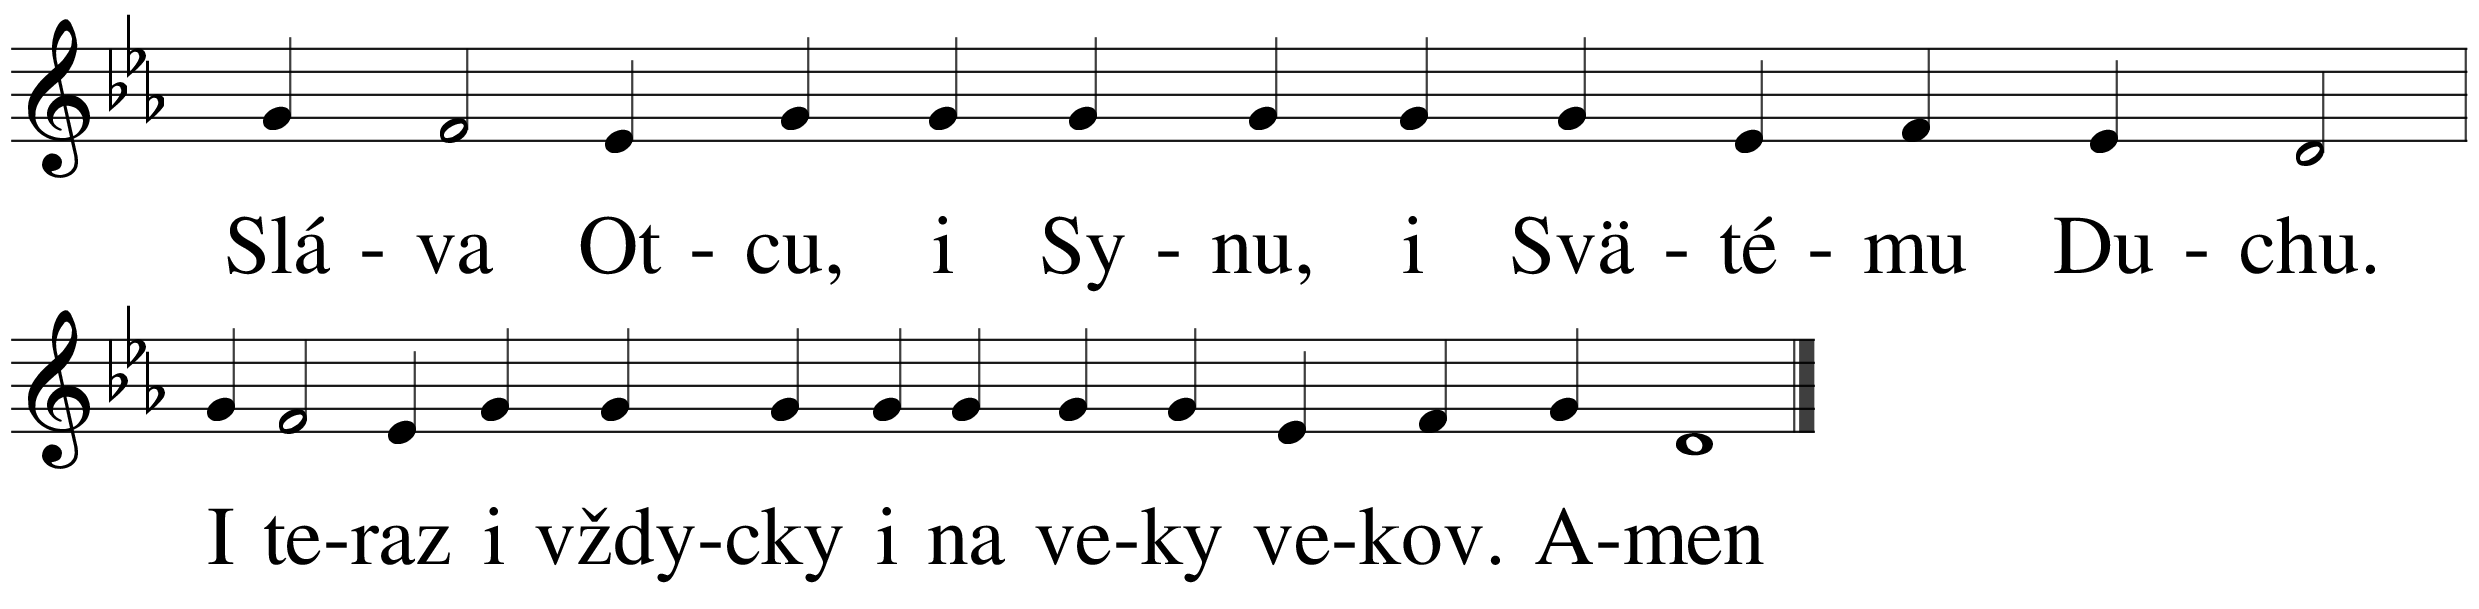 Slá - va Ot - cu, i Sy - nu, i Svä - té - mu Du - chu.
I te-raz i vždy-cky i na ve-ky ve-kov. A-men